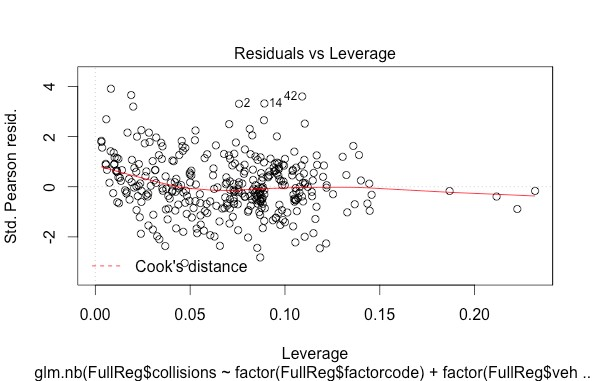 Residuals vs Leverage
Std. Pearson resid.
4
2
0
-2
2
14
42
Cook's distance
0.00 0.05 0.10 0.15 0.20
Leverage
glm.nb(FullReg$collisions ~ factor(FullReg$factorcode) + factor(FullReg$veh ..